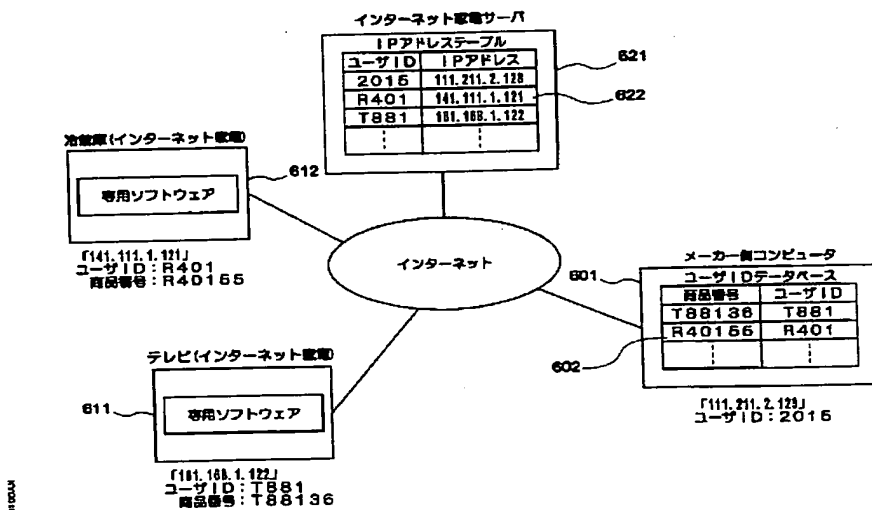 インターネット家電サーバ
IPアドレステーブル
ユーザID IPアドレス
2015 111.211.2.128
R401 141.111.1.121
T881 181.168.1.122
621
622
冷蔵庫(インターネット家電)
専用ソフトウェア
612
「141.111.1.121」
ユーザID:R401
商品番号:R40155
インターネット
メーカー側コンピュータ
601
ユーザIDデータベース
商品番号 ユーザID
T88136 T881
R40155 R401
602
「111.211.2.128」
ユーザID:2015
テレビ(インターネット家電)
611
専用ソフトウェア
「181.168.1.122」
ユーザID:T881
商品番号:T88136